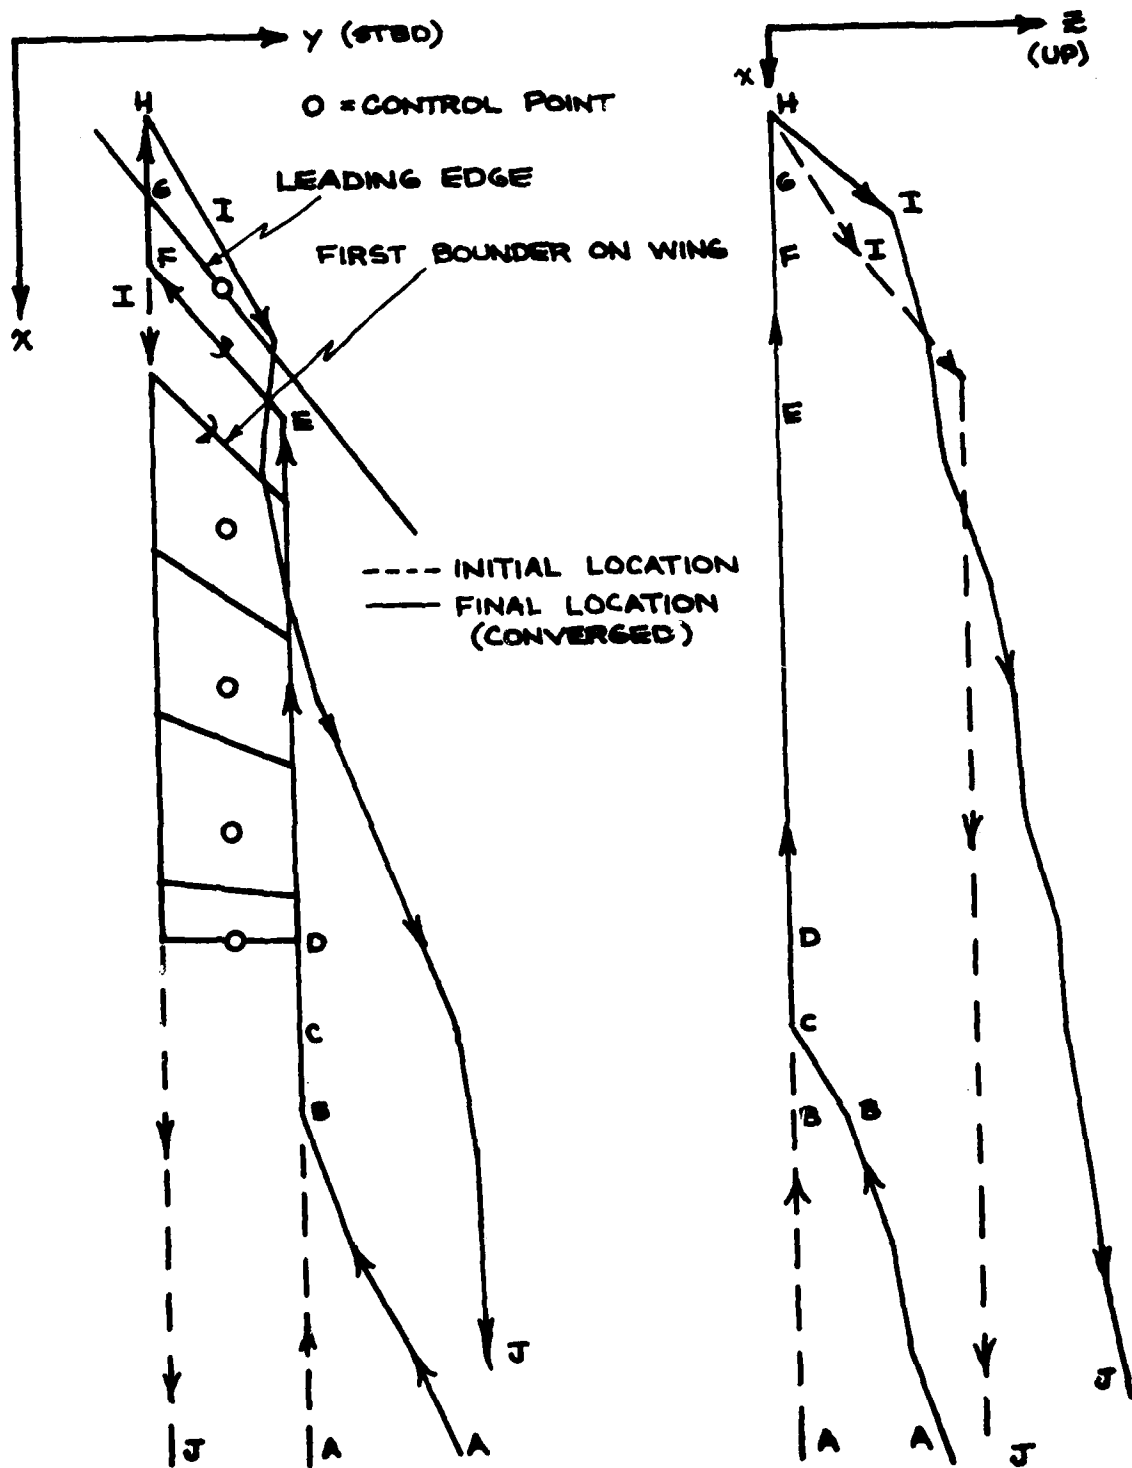 y (STBD)
x
O = CONTROL POINT
H
G
LEADING EDGE
I
F
FIRST BOUNDER ON WING
I
E
---- INITIAL LOCATION
—— FINAL LOCATION
(CONVERGED)
D
C
B
J
J
A
A
Z
(UP)
x
H
G
I
F
I
E
D
C
B
B
J
A
A
J